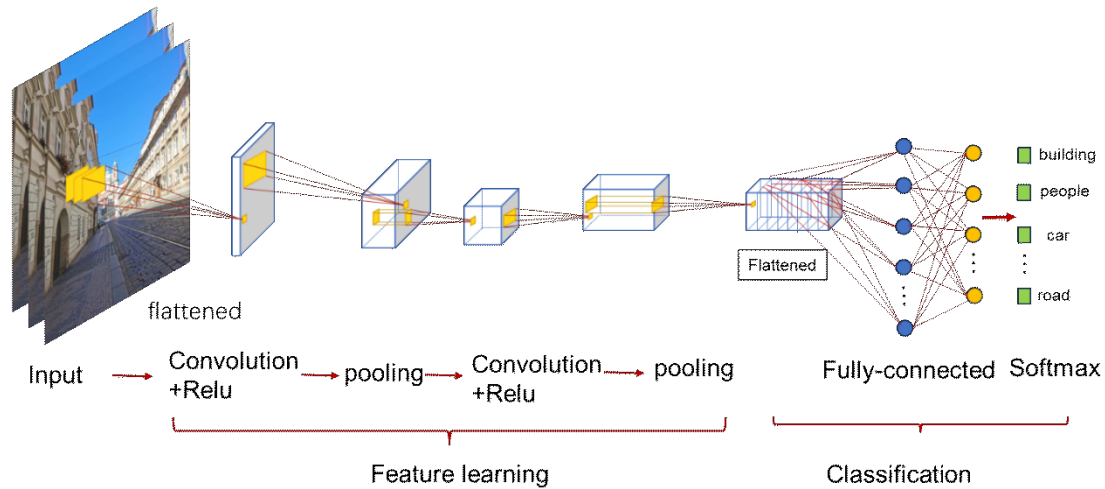 building
people
car
road
Flattened
flattened
Input
Convolution
+Relu
pooling
Convolution
+Relu
pooling
Fully-connected
Softmax
Feature learning
Classification